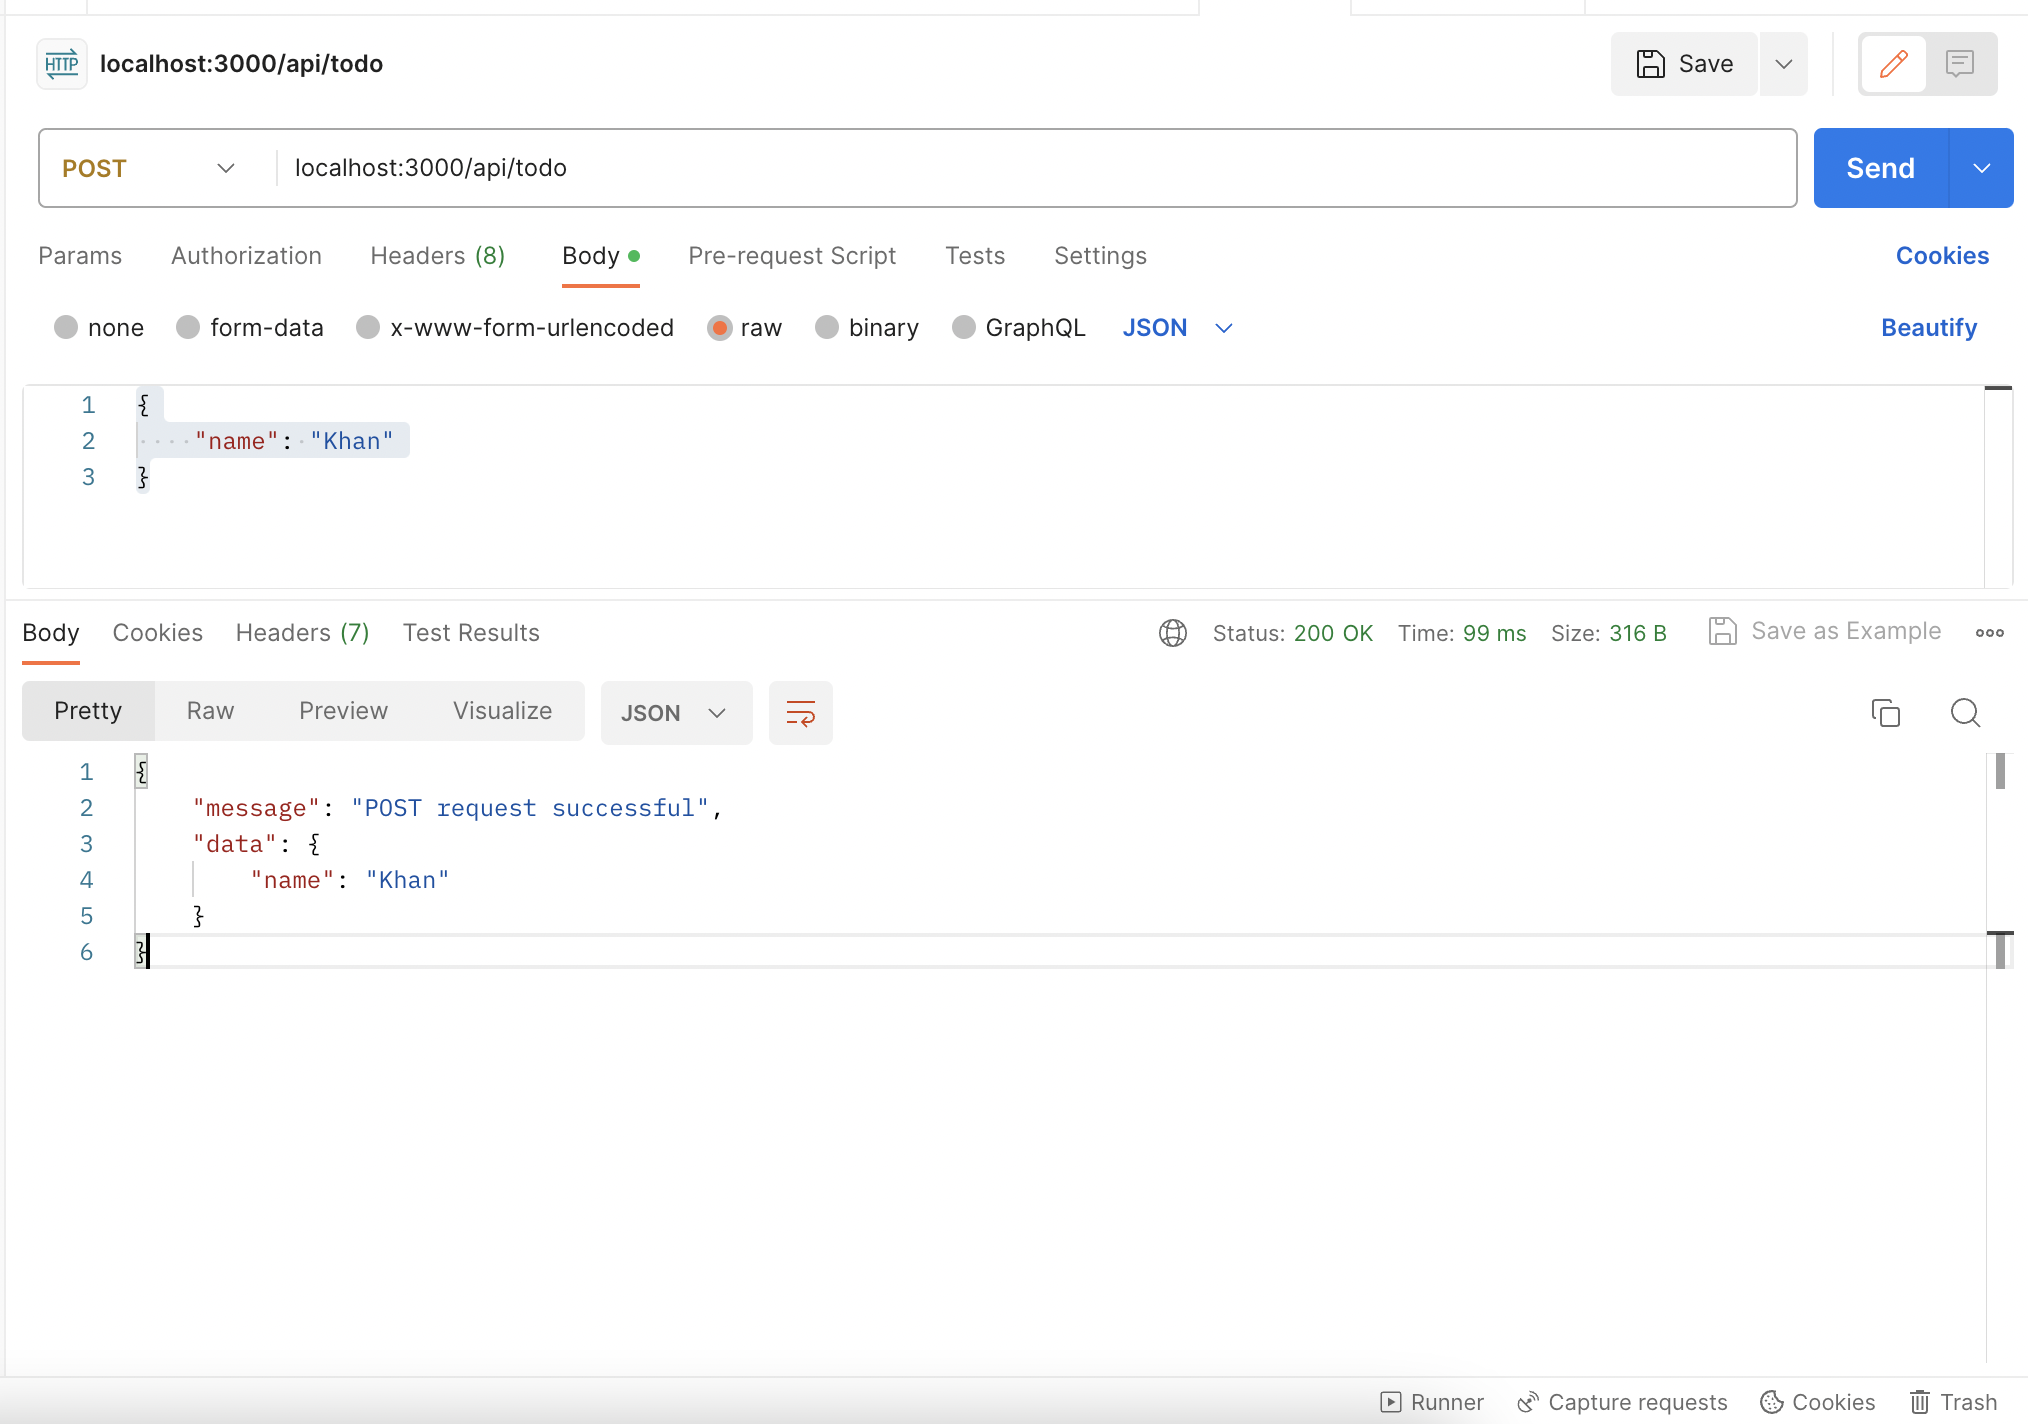 HTTP localhost:3000/api/todo Save
POST localhost:3000/api/todo Send
Params Authorization Headers (8) Body Pre-request Script Tests Settings Cookies
none form-data x-www-form-urlencoded raw binary GraphQL JSON Beautify
1 {
2 "name": "Khan"
3 }
Body Cookies Headers (7) Test Results Status: 200 OK Time: 99 ms Size: 316 B Save as Example
Pretty Raw Preview Visualize JSON
1 {
2 "message": "POST request successful",
3 "data": {
4 "name": "Khan"
5 }
6 }
Runner Capture requests Cookies Trash